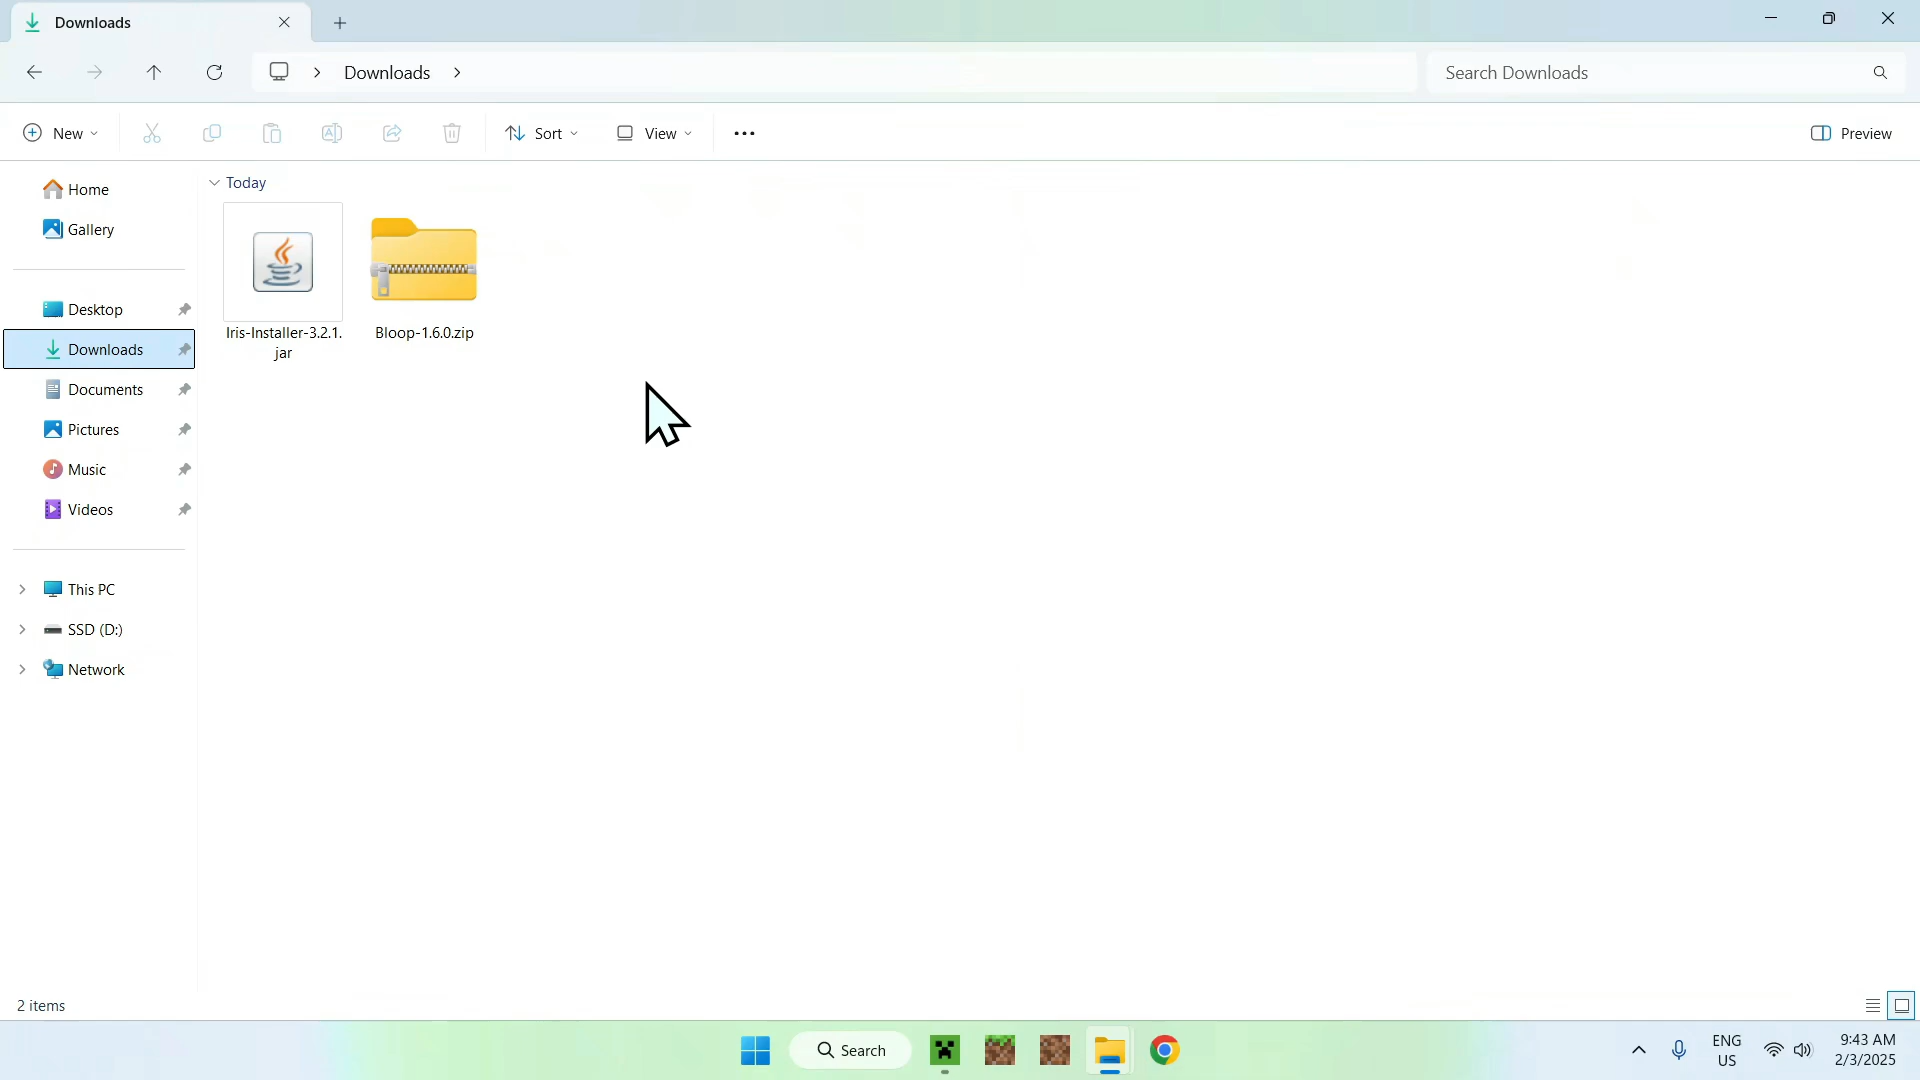 Downloads
Downloads
Search Downloads
New
Sort
View
Preview
Home
Gallery
Desktop
Downloads
Documents
Pictures
Music
Videos
This PC
SSD (D:)
Network
Today
Iris-Installer-3.2.1.
jar
Bloop-1.6.0.zip
2 items
Search
ENG
US
9:43 AM
2/3/2025